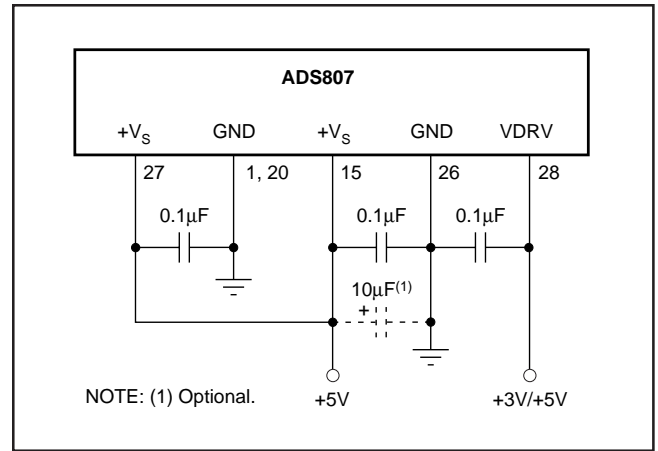 ADS807
+VS GND +VS GND VDRV
27 1, 20 15 26 28
0.1µF 0.1µF 0.1µF
10µF(1)
+
NOTE: (1) Optional. +5V +3V/+5V